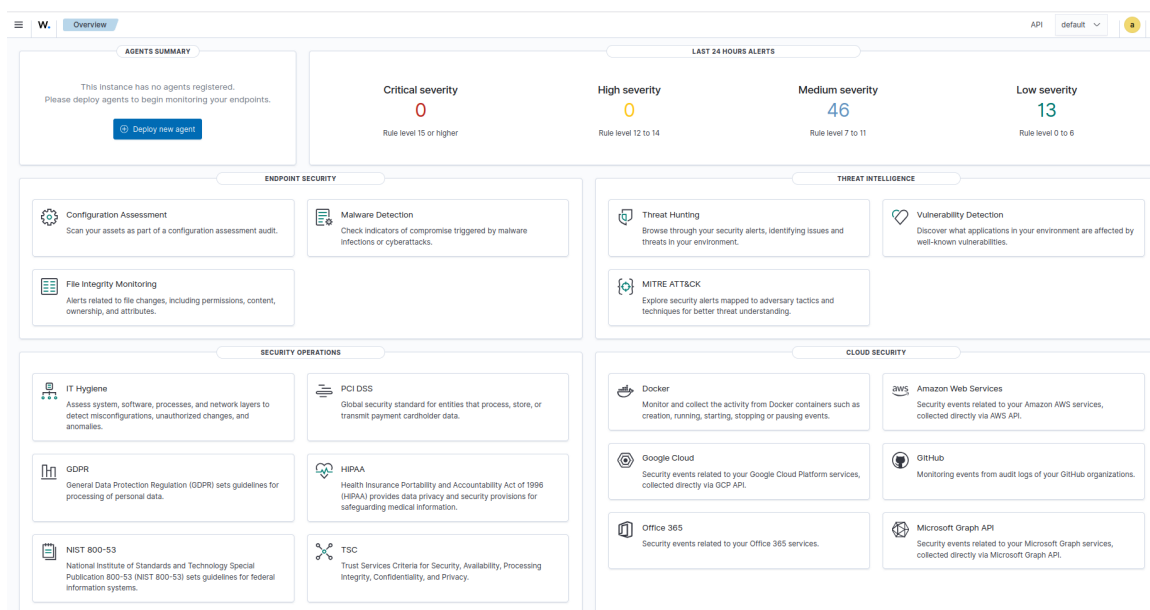 W.
Overview
API
default
a
AGENTS SUMMARY
This instance has no agents registered.
Please deploy agents to begin monitoring your endpoints.
Deploy new agent
LAST 24 HOURS ALERTS
Critical severity
0
Rule level 15 or higher
High severity
0
Rule level 12 to 14
Medium severity
46
Rule level 7 to 11
Low severity
13
Rule level 0 to 6
ENDPOINT SECURITY
Configuration Assessment
Scan your assets as part of a configuration assessment audit.
Malware Detection
Check indicators of compromise triggered by malware
infections or cyberattacks.
File Integrity Monitoring
Alerts related to file changes, including permissions, content,
ownership, and attributes.
THREAT INTELLIGENCE
Threat Hunting
Browse through your security alerts, identifying issues and
threats in your environment.
Vulnerability Detection
Discover what applications in your environment are affected by
well-known vulnerabilities.
MITRE ATT&CK
Explore security alerts mapped to adversary tactics and
techniques for better threat understanding.
SECURITY OPERATIONS
IT Hygiene
Assess system, software, processes, and network layers to
detect misconfigurations, unauthorized changes, and
anomalies.
PCI DSS
Global security standard for entities that process, store, or
transmit payment cardholder data.
GDPR
General Data Protection Regulation (GDPR) sets guidelines for
processing of personal data.
HIPAA
Health Insurance Portability and Accountability Act of 1996
(HIPAA) provides data privacy and security provisions for
safeguarding medical information.
NIST 800-53
National Institute of Standards and Technology Special
Publication 800-53 (NIST 800-53) sets guidelines for federal
information systems.
TSC
Trust Services Criteria for Security, Availability, Processing
Integrity, Confidentiality, and Privacy.
CLOUD SECURITY
Docker
Monitor and collect the activity from Docker containers such as
creation, running, starting, stopping or pausing events.
aws
Amazon Web Services
Security events related to your Amazon AWS services,
collected directly via AWS API.
Google Cloud
Security events related to your Google Cloud Platform services,
collected directly via GCP API.
GitHub
Monitoring events from audit logs of your GitHub organizations.
Office 365
Security events related to your Office 365 services.
Microsoft Graph API
Security events related to your Microsoft Graph services,
collected directly via Microsoft Graph API.